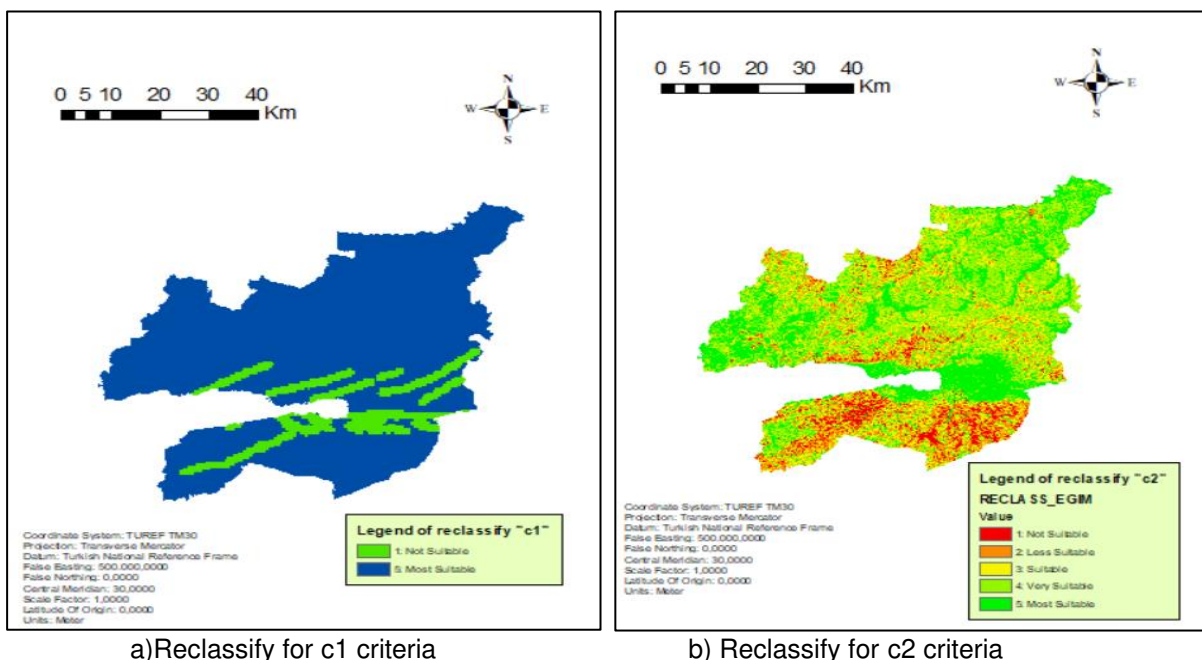 0 5 10 20 30 40
Km
N
W E
S
Coordinate System: TUREF TM30
Projection: Transverse Mercator
Datum: Turkish National Reference Frame
False Easting: 500.000,0000
False Northing: 0,0000
Central Meridian: 30,0000
Scale Factor: 1,0000
Latitude Of Origin: 0,0000
Units: Meter
Legend of reclassify "c1"
1: Not Suitable
5: Most Suitable
a)Reclassify for c1 criteria
0 5 10 20 30 40
Km
N
W E
S
Coordinate System: TUREF TM30
Projection: Transverse Mercator
Datum: Turkish National Reference Frame
False Easting: 500.000,0000
False Northing: 0,0000
Central Meridian: 30,0000
Scale Factor: 1,0000
Latitude Of Origin: 0,0000
Units: Meter
Legend of reclassify "c2"
RECLASS_EGIM
Value
1: Not Suitable
2: Less Suitable
3: Suitable
4: Very Suitable
5: Most Suitable
b) Reclassify for c2 criteria